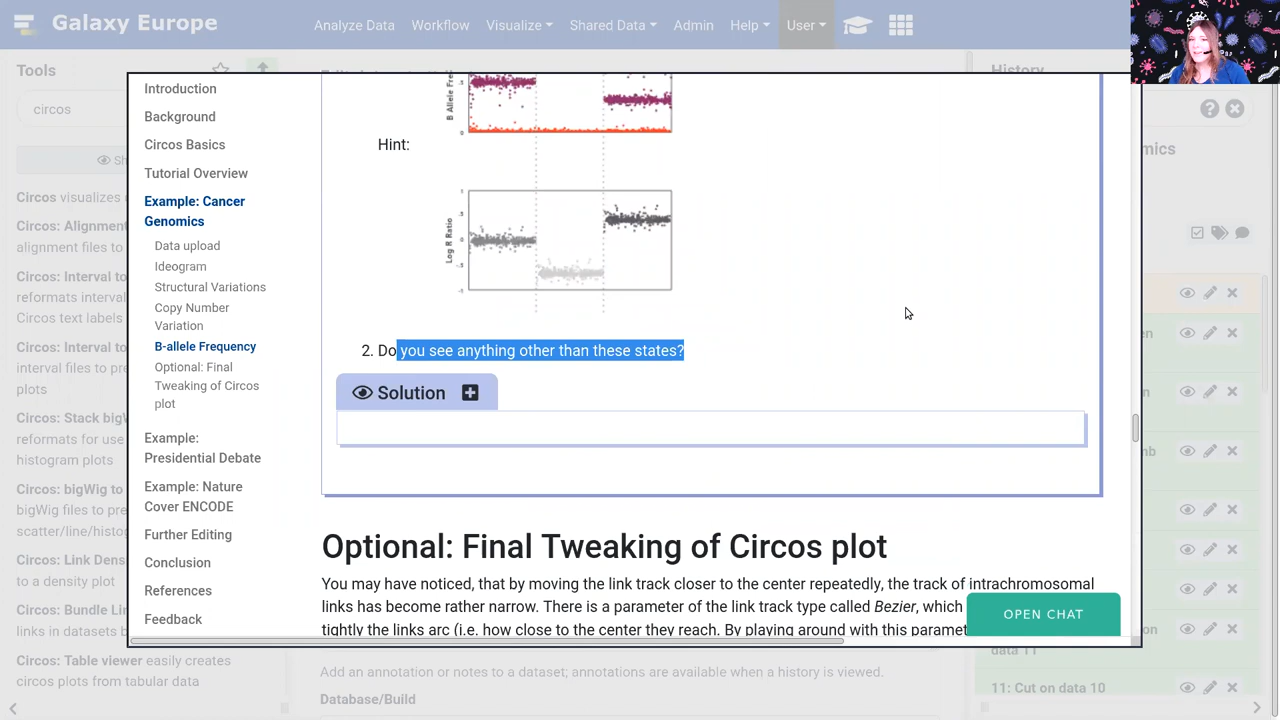 Galaxy Europe
Analyze Data
Workflow
Visualize
Shared Data
Admin
Help
User
Tools
circos
Sh
Circos visualizes
Circos: Alignment
alignment files to
Circos: Interval to
reformats interval
Circos text labels
Circos: Interval to
interval files to pre
plots
Circos: Stack bigW
reformats for use
histogram plots
Circos: bigWig to
bigWig files to pre
scatter/line/histog
Circos: Link Dens
to a density plot
Circos: Bundle Lin
links in datasets b
Circos: Table viewer easily creates
circos plots from tabular data
Introduction
Background
Circos Basics
Tutorial Overview
Example: Cancer
Genomics
Data upload
Ideogram
Structural Variations
Copy Number
Variation
B-allele Frequency
Optional: Final
Tweaking of Circos
plot
Example:
Presidential Debate
Example: Nature
Cover ENCODE
Further Editing
Conclusion
References
Feedback
B Allele Fre
0
Hint:
Log R Ratio
1
.5
0
-.5
-1
2. Do you see anything other than these states?
Solution
Optional: Final Tweaking of Circos plot
You may have noticed, that by moving the link track closer to the center repeatedly, the track of intrachromosomal
links has become rather narrow. There is a parameter of the link track type called Bezier, which
tightly the links arc (i.e. how close to the center they reach. By playing around with this paramet
OPEN CHAT
Add an annotation or notes to a dataset; annotations are available when a history is viewed.
Database/Build
History
mics
en
n
mb
on
data 11
11: Cut on data 10